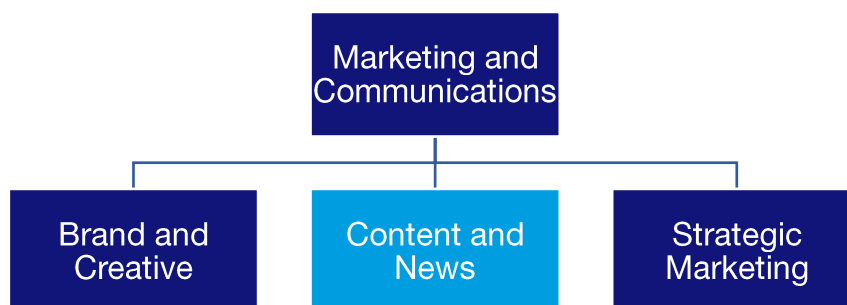 Marketing and
Communications
Brand and
Creative
Content and
News
Strategic
Marketing